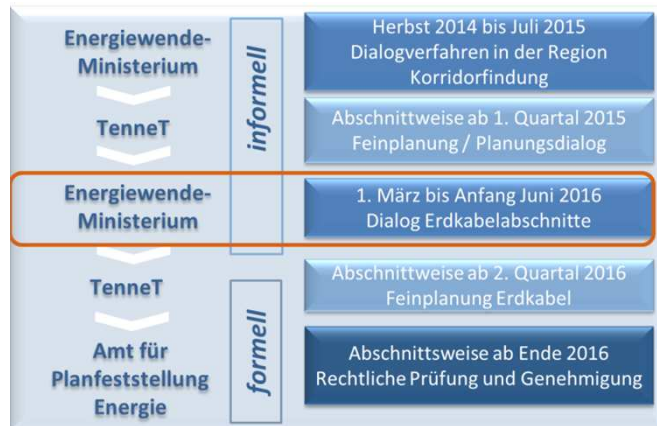 Energiewende-
Ministerium
informell
Herbst 2014 bis Juli 2015
Dialogverfahren in der Region
Korridorfindung
TenneT
Abschnittweise ab 1. Quartal 2015
Feinplanung / Planungsdialog
Energiewende-
Ministerium
1. März bis Anfang Juni 2016
Dialog Erdkabelabschnitte
TenneT
formell
Abschnittweise ab 2. Quartal 2016
Feinplanung Erdkabel
Amt für
Planfeststellung
Energie
Abschnittsweise ab Ende 2016
Rechtliche Prüfung und Genehmigung